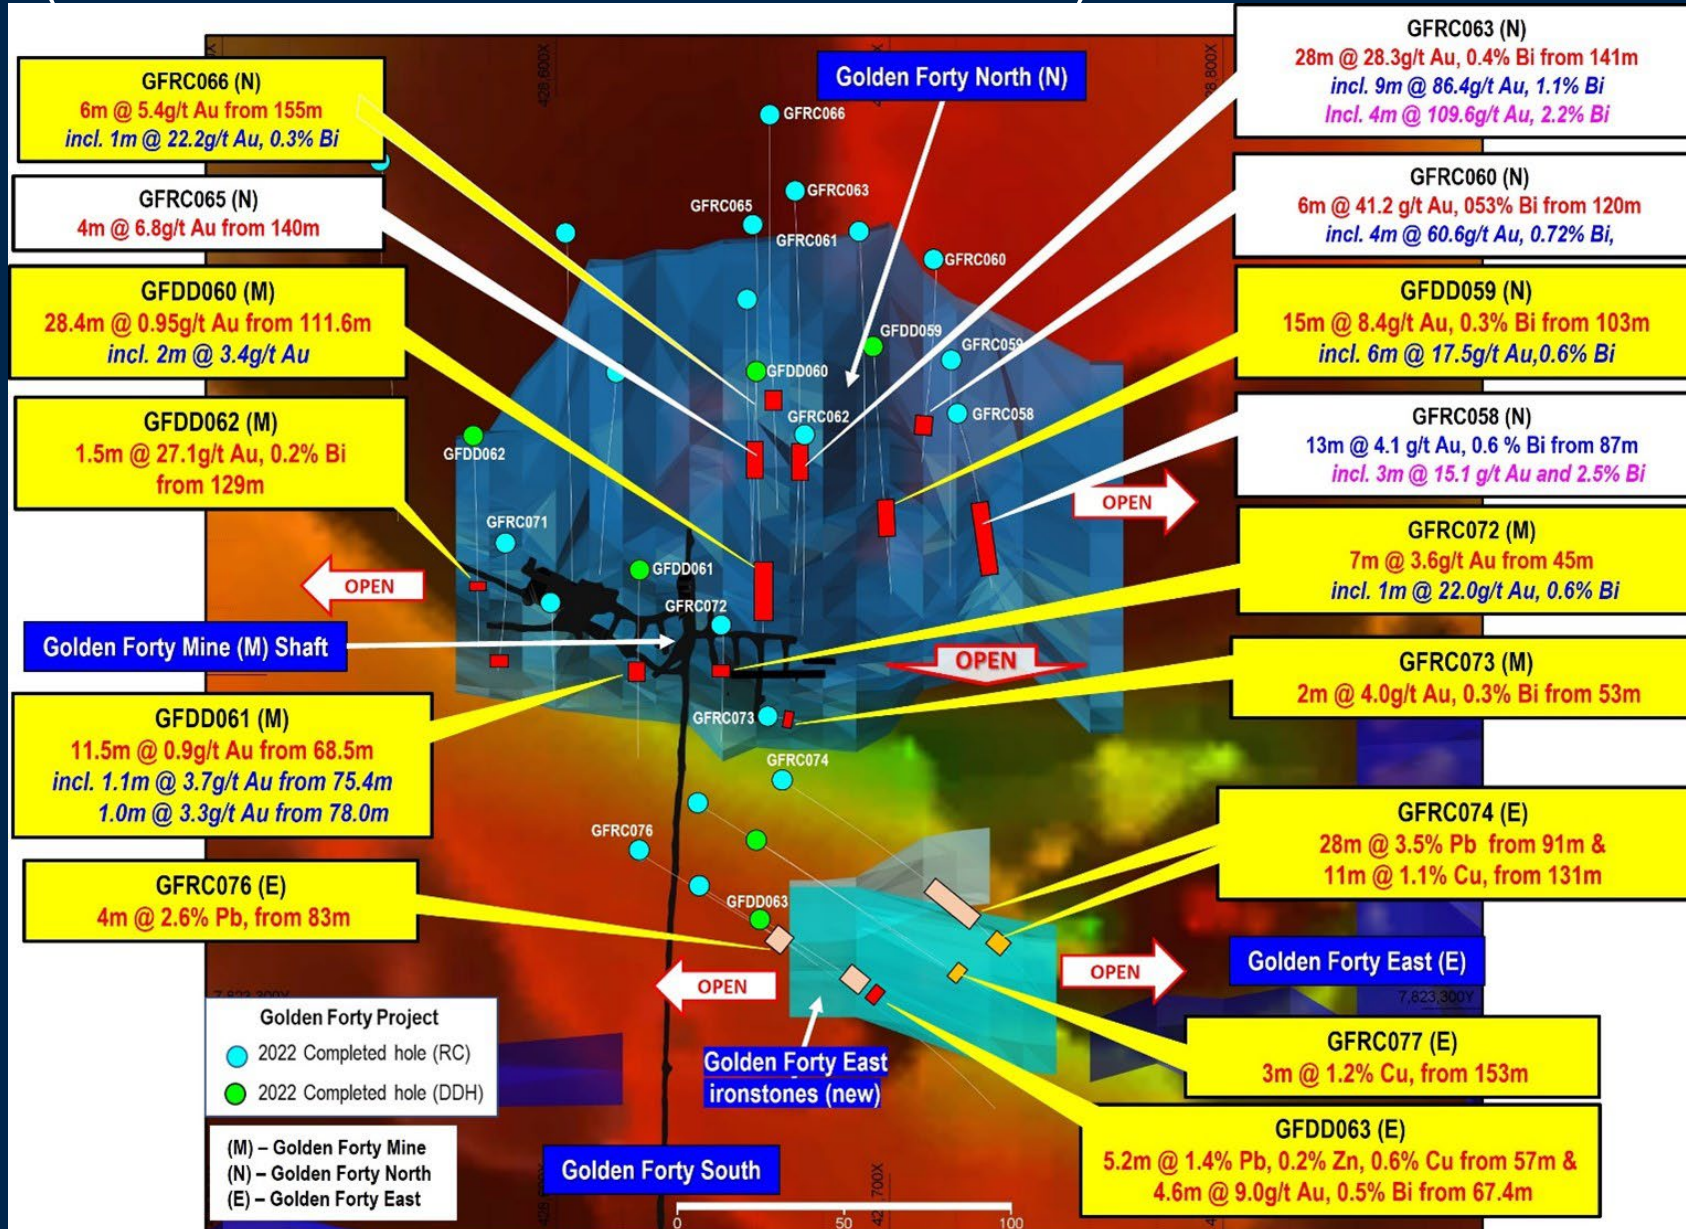 GFRC066 (N)
6m @ 5.4g/t Au from 155m
incl. 1m @ 22.2g/t Au, 0.3% Bi
GFRC065 (N)
4m @ 6.8g/t Au from 140m
GFDD060 (M)
28.4m @ 0.95g/t Au from 111.6m
incl. 2m @ 3.4g/t Au
GFDD062 (M)
1.5m @ 27.1g/t Au, 0.2% Bi
from 129m
OPEN
Golden Forty Mine (M) Shaft
GFDD061 (M)
11.5m @ 0.9g/t Au from 68.5m
incl. 1.1m @ 3.7g/t Au from 75.4m
1.0m @ 3.3g/t Au from 78.0m
GFRC076 (E)
4m @ 2.6% Pb, from 83m
7,823,300Y
Golden Forty Project
2022 Completed hole (RC)
2022 Completed hole (DDH)
(M) – Golden Forty Mine
(N) – Golden Forty North
(E) – Golden Forty East
428,600X
Golden Forty North (N)
GFRC066
GFRC063
GFRC065
GFRC061
GFRC060
GFDD059
GFRC059
GFDD060
GFRC062
GFRC058
GFDD062
GFRC071
GFDD061
GFRC072
OPEN
OPEN
GFRC073
GFRC074
GFRC076
GFDD063
OPEN
OPEN
Golden Forty East
ironstones (new)
Golden Forty South
0
50
100
428,800X
GFRC063 (N)
28m @ 28.3g/t Au, 0.4% Bi from 141m
incl. 9m @ 86.4g/t Au, 1.1% Bi
Incl. 4m @ 109.6g/t Au, 2.2% Bi
GFRC060 (N)
6m @ 41.2 g/t Au, 053% Bi from 120m
incl. 4m @ 60.6g/t Au, 0.72% Bi,
GFDD059 (N)
15m @ 8.4g/t Au, 0.3% Bi from 103m
incl. 6m @ 17.5g/t Au,0.6% Bi
GFRC058 (N)
13m @ 4.1 g/t Au, 0.6 % Bi from 87m
incl. 3m @ 15.1 g/t Au and 2.5% Bi
GFRC072 (M)
7m @ 3.6g/t Au from 45m
incl. 1m @ 22.0g/t Au, 0.6% Bi
GFRC073 (M)
2m @ 4.0g/t Au, 0.3% Bi from 53m
GFRC074 (E)
28m @ 3.5% Pb from 91m &
11m @ 1.1% Cu, from 131m
Golden Forty East (E)
7,823,300Y
GFRC077 (E)
3m @ 1.2% Cu, from 153m
GFDD063 (E)
5.2m @ 1.4% Pb, 0.2% Zn, 0.6% Cu from 57m &
4.6m @ 9.0g/t Au, 0.5% Bi from 67.4m